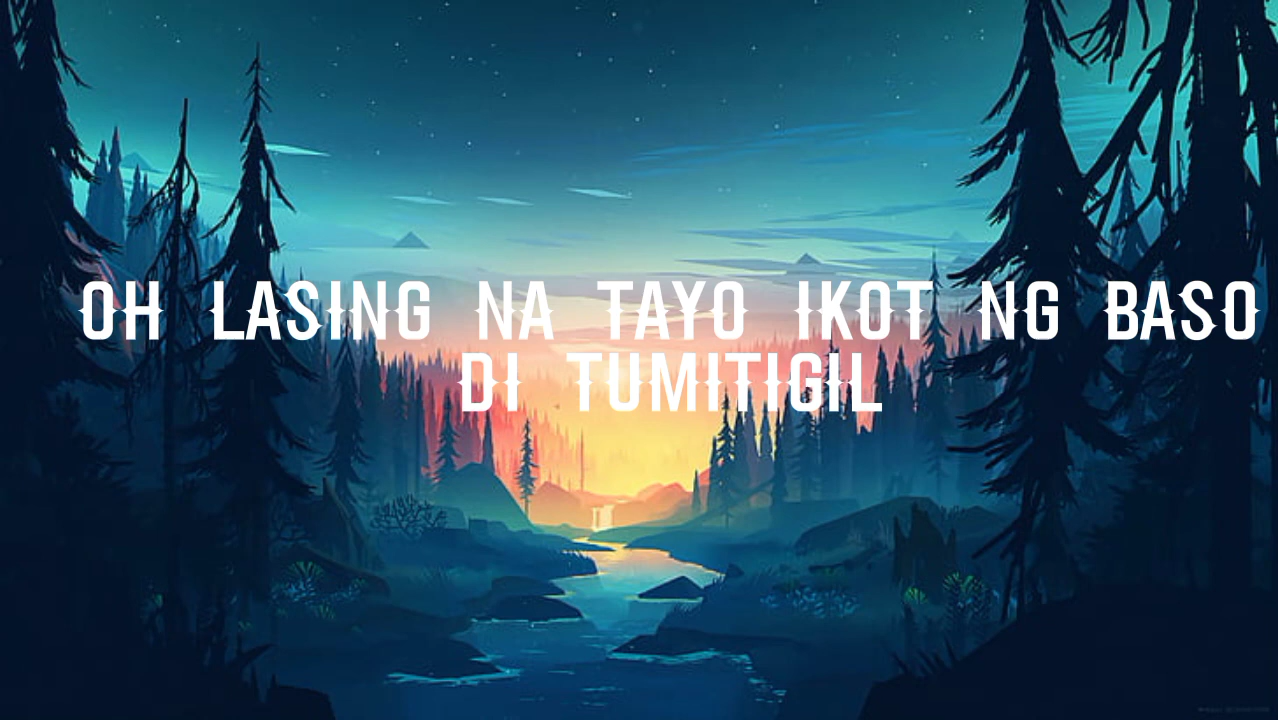 OH LASING NA TAYO IKOT NG BASO
DI TUMITIGIL